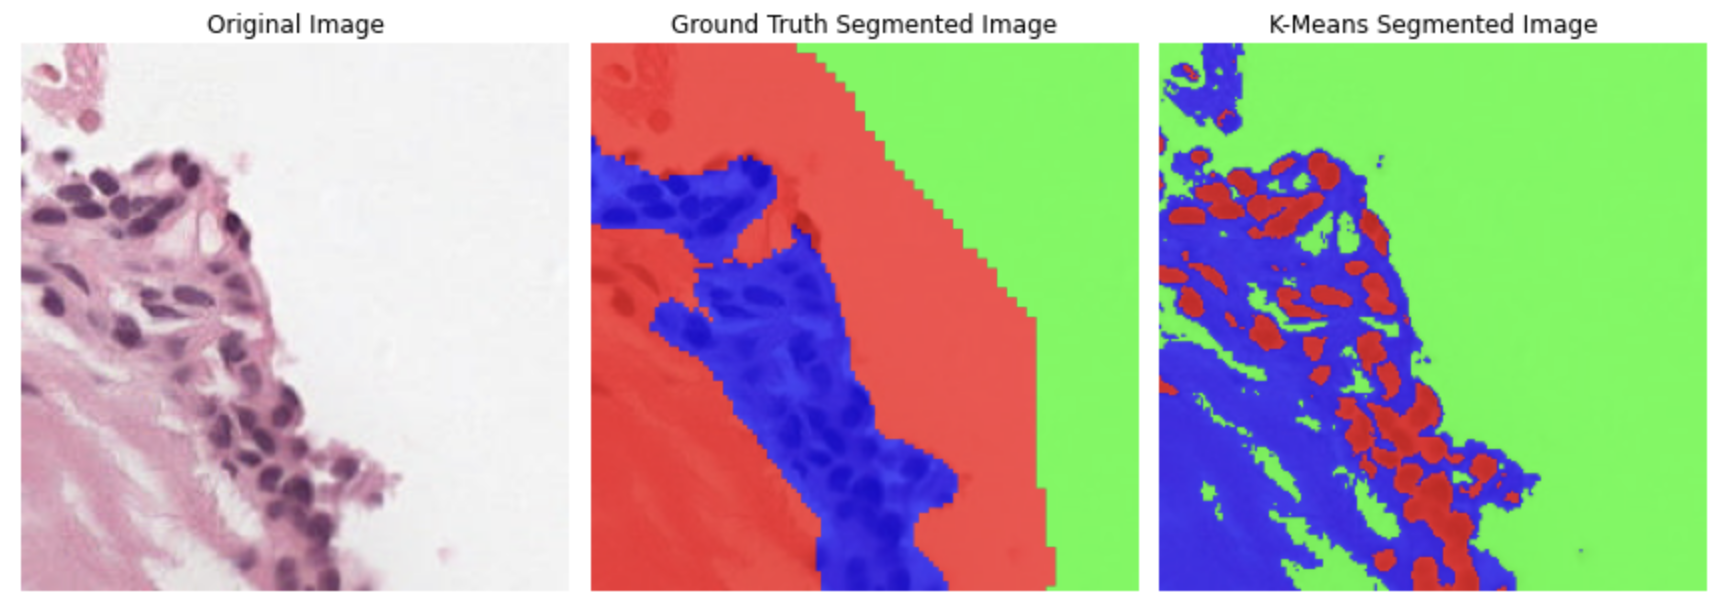 Original Image
Ground Truth Segmented Image
K-Means Segmented Image